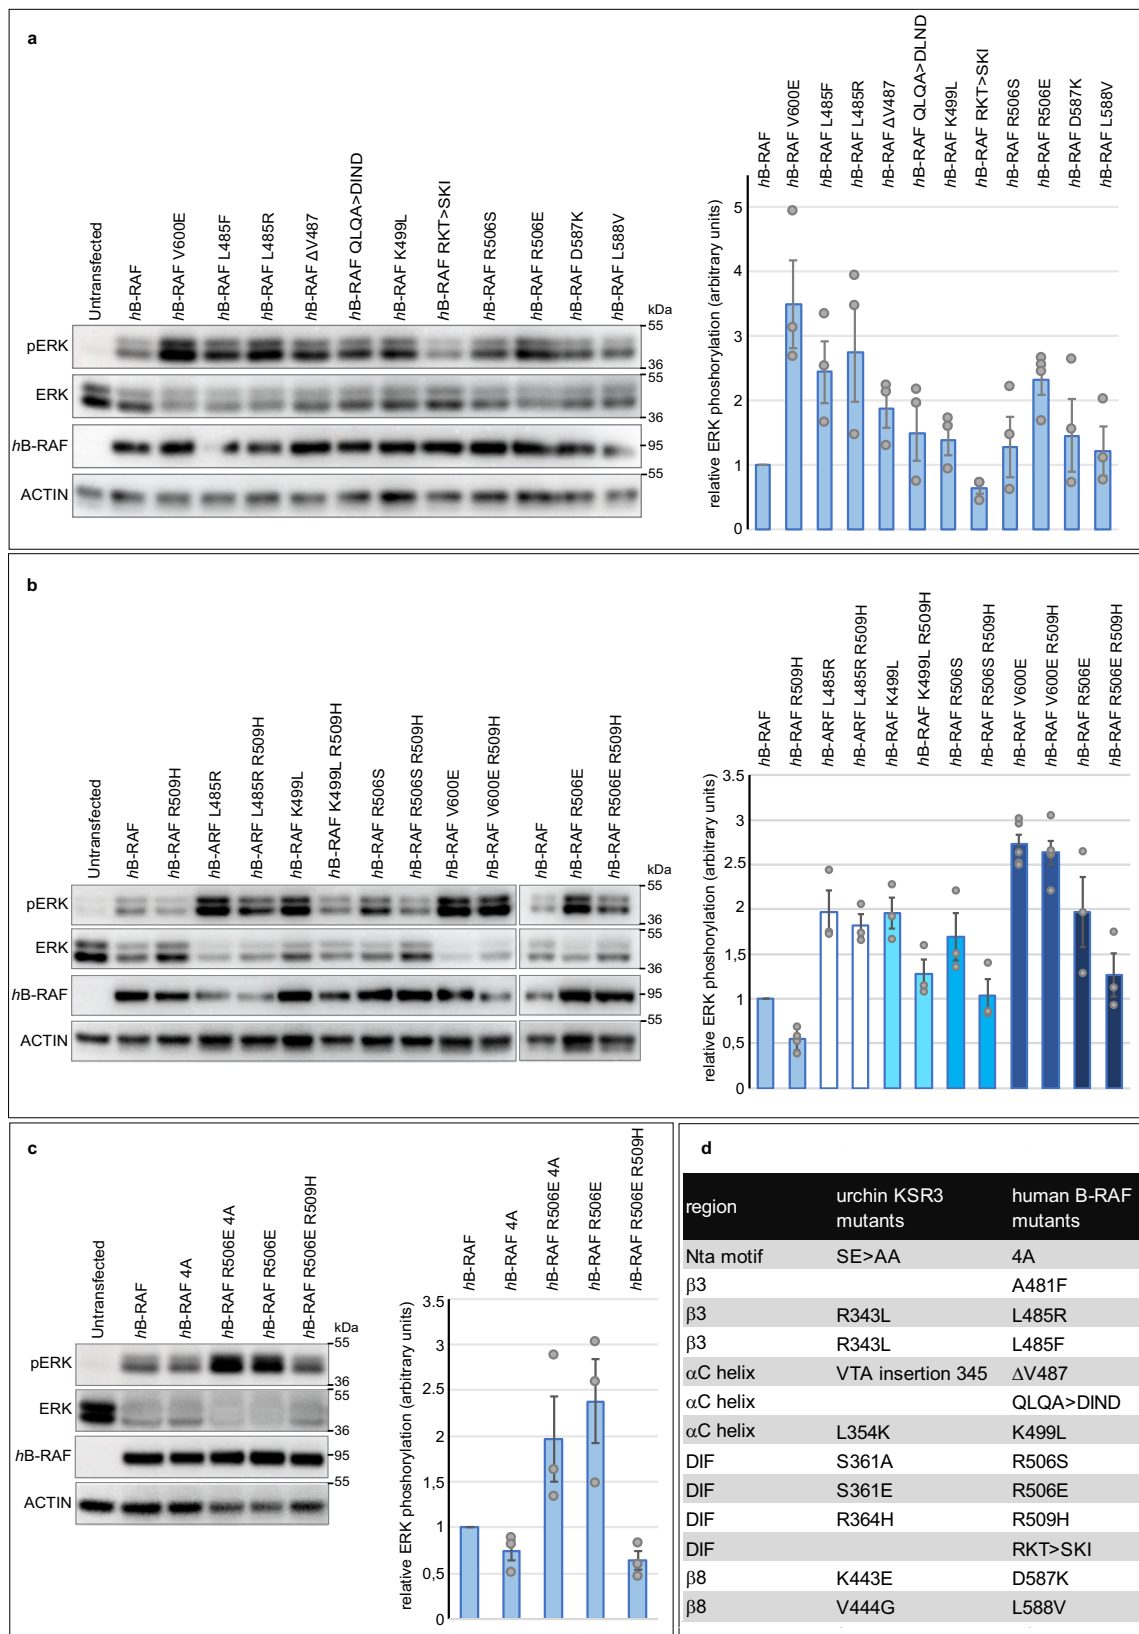 a
Untransfected
hB-RAF
hB-RAF V600E
hB-RAF L485F
hB-RAF L485R
hB-RAF ΔV487
hB-RAF QLQA>DIND
hB-RAF K499L
hB-RAF RKT>SKI
hB-RAF R506S
hB-RAF R506E
hB-RAF D587K
hB-RAF L588V
kDa
pERK
55
36
ERK
55
36
hB-RAF
95
ACTIN
55
hB-RAF
hB-RAF V600E
hB-RAF L485F
hB-RAF L485R
hB-RAF ΔV487
hB-RAF QLQA>DLND
hB-RAF K499L
hB-RAF RKT>SKI
hB-RAF R506S
hB-RAF R506E
hB-RAF D587K
hB-RAF L588V
relative ERK phoshorylation (arbitrary units)
5
4
3
2
1
0
b
Untransfected
hB-RAF
hB-RAF R509H
hB-ARF L485R
hB-ARF L485R R509H
hB-RAF K499L
hB-RAF K499L R509H
hB-RAF R506S
hB-RAF R506S R509H
hB-RAF V600E
hB-RAF V600E R509H
hB-RAF
hB-RAF R506E
hB-RAF R506E R509H
kDa
pERK
55
36
ERK
55
36
hB-RAF
95
ACTIN
55
hB-RAF
hB-RAF R509H
hB-ARF L485R
hB-ARF L485R R509H
hB-RAF K499L
hB-RAF K499L R509H
hB-RAF R506S
hB-RAF R506S R509H
hB-RAF V600E
hB-RAF V600E R509H
hB-RAF R506E
hB-RAF R506E R509H
relative ERK phoshorylation (arbitrary units)
3.5
3
2.5
2
1,5
1
0,5
0
c
Untransfected
hB-RAF
hB-RAF 4A
hB-RAF R506E 4A
hB-RAF R506E
hB-RAF R506E R509H
kDa
pERK
55
36
ERK
55
36
hB-RAF
95
ACTIN
55
hB-RAF
hB-RAF 4A
hB-RAF R506E 4A
hB-RAF R506E
hB-RAF R506E R509H
relative ERK phoshorylation (arbitrary units)
3.5
3
2.5
2
1,5
1
0,5
0
d
region urchin KSR3 mutants human B-RAF mutants
Nta motif SE>AA 4A
β3 A481F
β3 R343L L485R
β3 R343L L485F
αC helix VTA insertion 345 ΔV487
αC helix QLQA>DIND
αC helix L354K K499L
DIF S361A R506S
DIF S361E R506E
DIF R364H R509H
DIF RKT>SKI
β8 K443E D587K
β8 V444G L588V